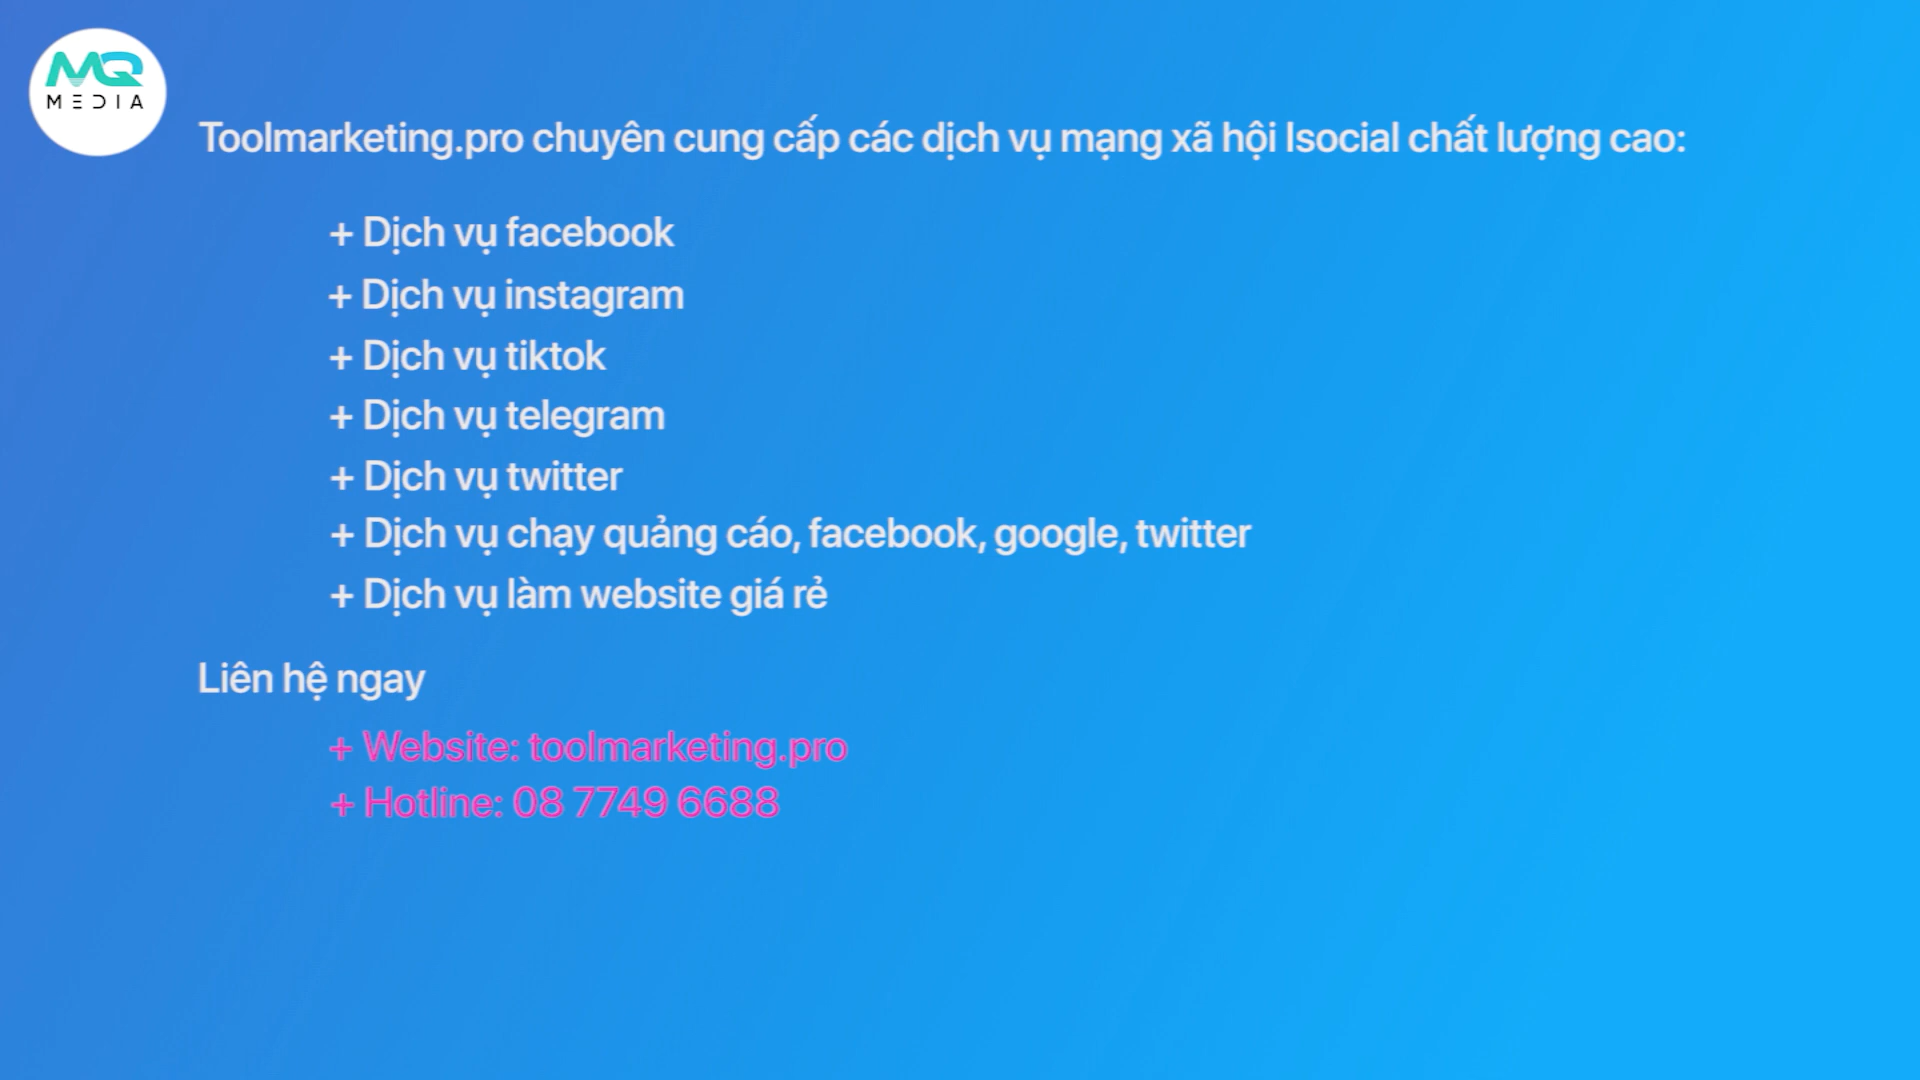 MQ
MEDIA
Toolmarketing.pro chuyên cung cấp các dịch vụ mạng xã hội Isocial chất lượng cao:
+ Dịch vụ facebook
+ Dịch vụ instagram
+ Dịch vụ tiktok
+ Dịch vụ telegram
+ Dịch vụ twitter
+ Dịch vụ chạy quảng cáo, facebook, google, twitter
+ Dịch vụ làm website giá rẻ
Liên hệ ngay
+ Website: toolmarketing.pro
+ Hotline: 08 7749 6688